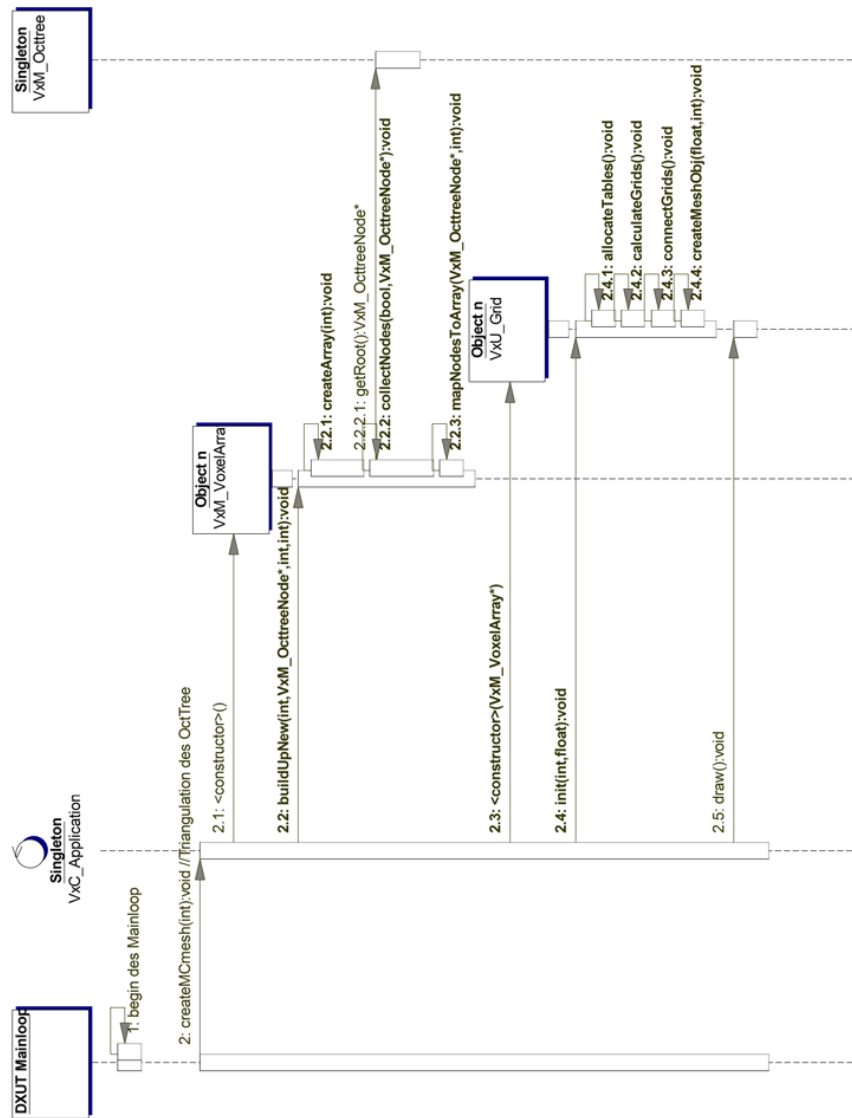 DXUT Mainloop
Singleton
VxC_Application
Singleton
VxM_Octtree
1: begin des Mainloop
2: createMCmesh(int):void //Triangulation des OctTree
2.1: <constructor>()
Object n
VxM_VoxelArra
2.2: buildUpNew(int,VxM_OcttreeNode*,int,int):void
2.2.1: createArray(int):void
2.2.2.1: getRoot():VxM_OcttreeNode*
2.2.2: collectNodes(bool,VxM_OcttreeNode*):void
2.2.3: mapNodesToArray(VxM_OcttreeNode*,int):void
2.3: <constructor>(VxM_VoxelArray*)
Object n
VxU_Grid
2.4: init(int,float):void
2.4.1: allocateTables():void
2.4.2: calculateGrids():void
2.4.3: connectGrids():void
2.4.4: createMeshObj(float,int):void
2.5: draw():void